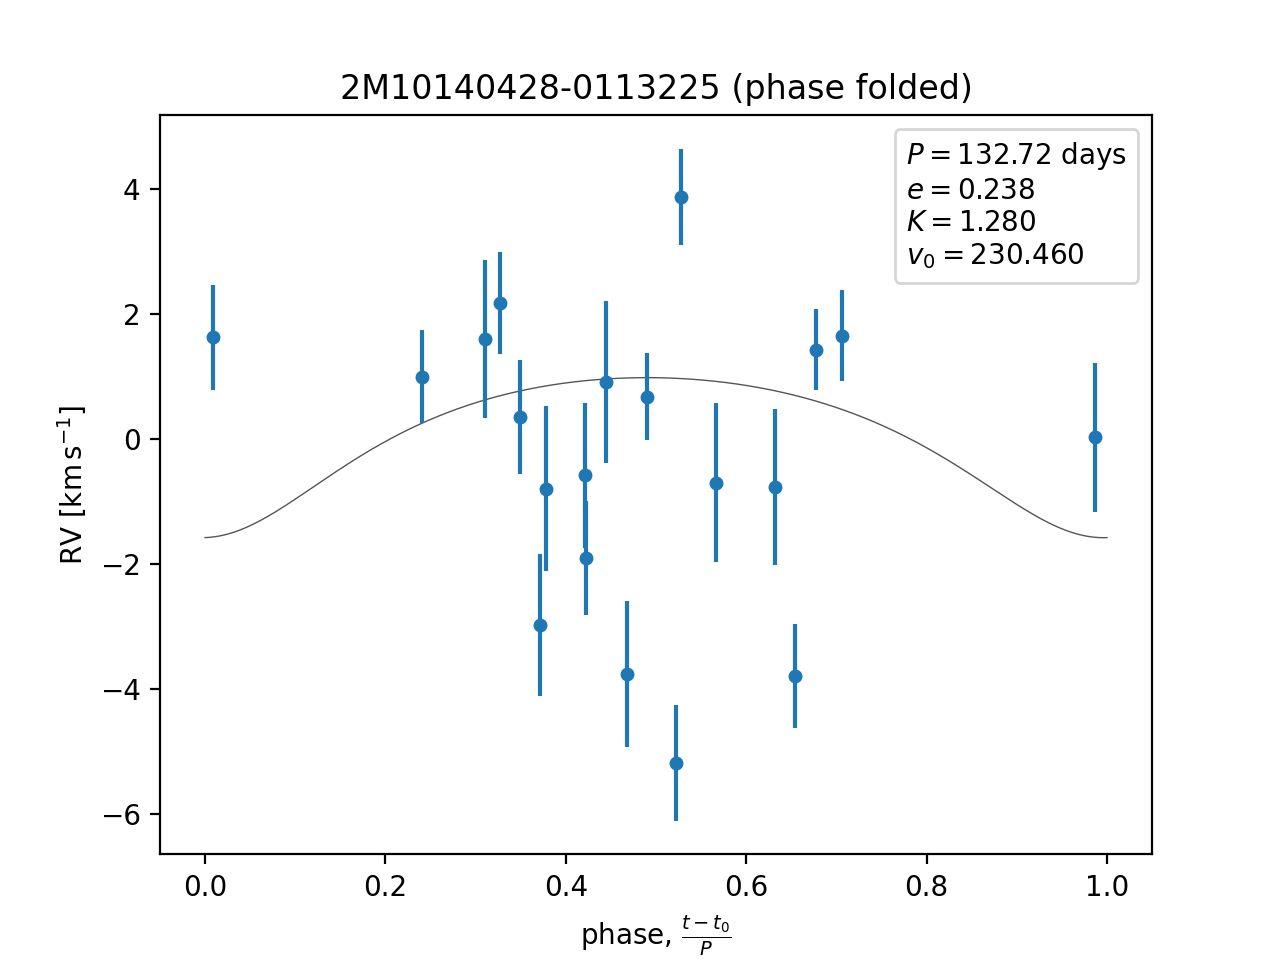 2M10140428-0113225 (phase folded)
P = 132.72 days
e = 0.238
K = 1.280
v₀ = 230.460
RV [km s⁻¹]
4
2
0
−2
−4
−6
0.0 0.2 0.4 0.6 0.8 1.0
phase, (t − t₀)/P